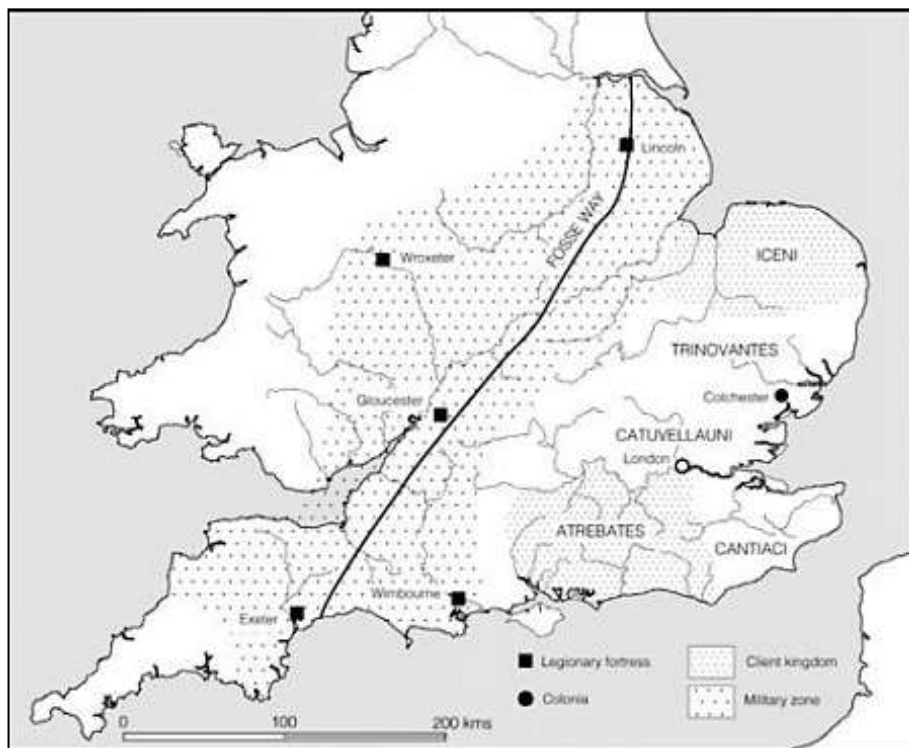 Lincoln
FOSSE WAY
ICENI
Wroxeter
TRINOVANTES
Colchester
Gloucester
CATUVELLAUNI
London
ATREBATES
CANTIACI
Wimbourne
Exeter
Legionary fortress
Client kingdom
Colonia
Military zone
0 100 200 kms